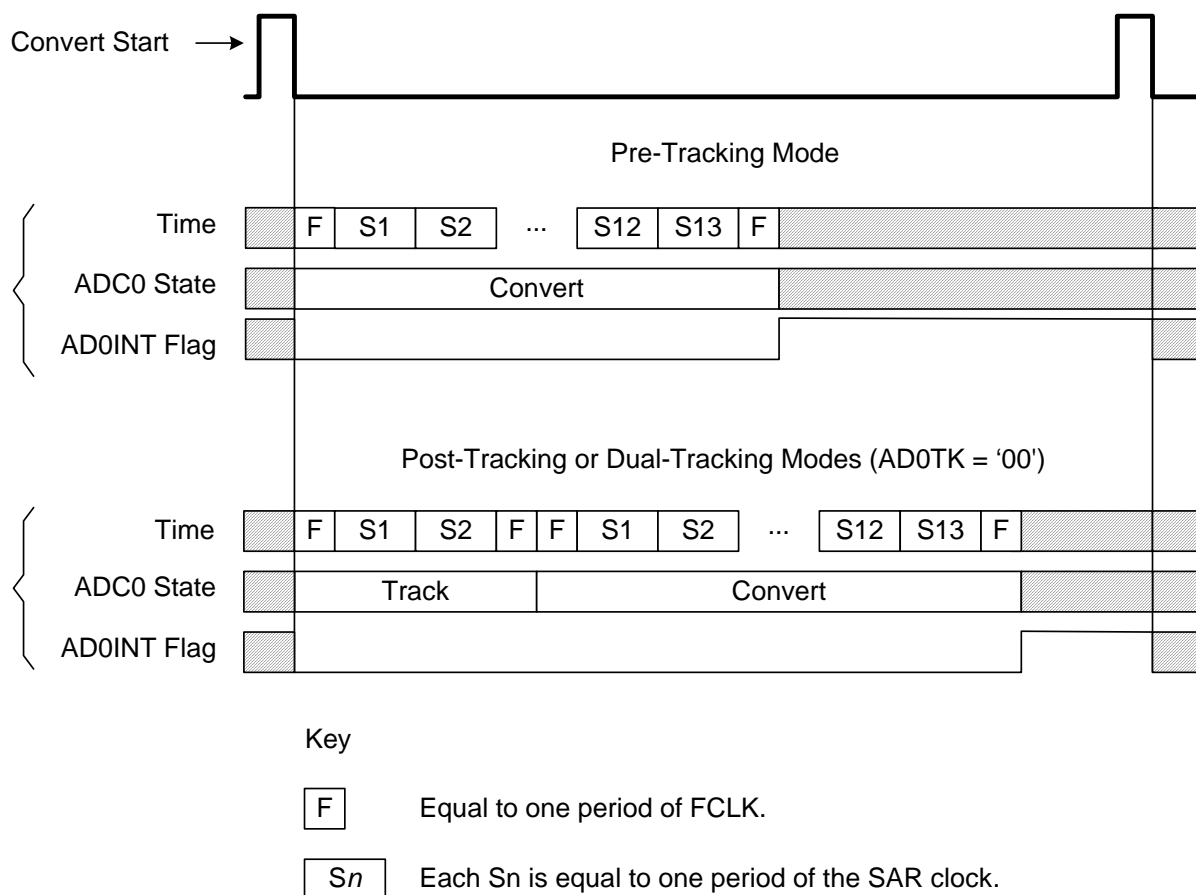 Convert Start
Pre-Tracking Mode
Time F S1 S2 ... S12 S13 F
ADC0 State Convert
AD0INT Flag
Post-Tracking or Dual-Tracking Modes (AD0TK = ‘00')
Time F S1 S2 F F S1 S2 ... S12 S13 F
ADC0 State Track Convert
AD0INT Flag
Key
F Equal to one period of FCLK.
Sn Each Sn is equal to one period of the SAR clock.